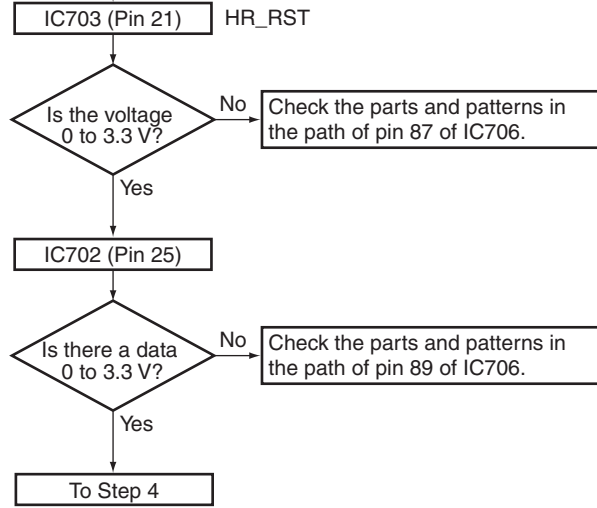 IC703 (Pin 21)
HR_RST
Is the voltage
0 to 3.3 V?
No
Check the parts and patterns in
the path of pin 87 of IC706.
Yes
IC702 (Pin 25)
Is there a data
0 to 3.3 V?
No
Check the parts and patterns in
the path of pin 89 of IC706.
Yes
To Step 4